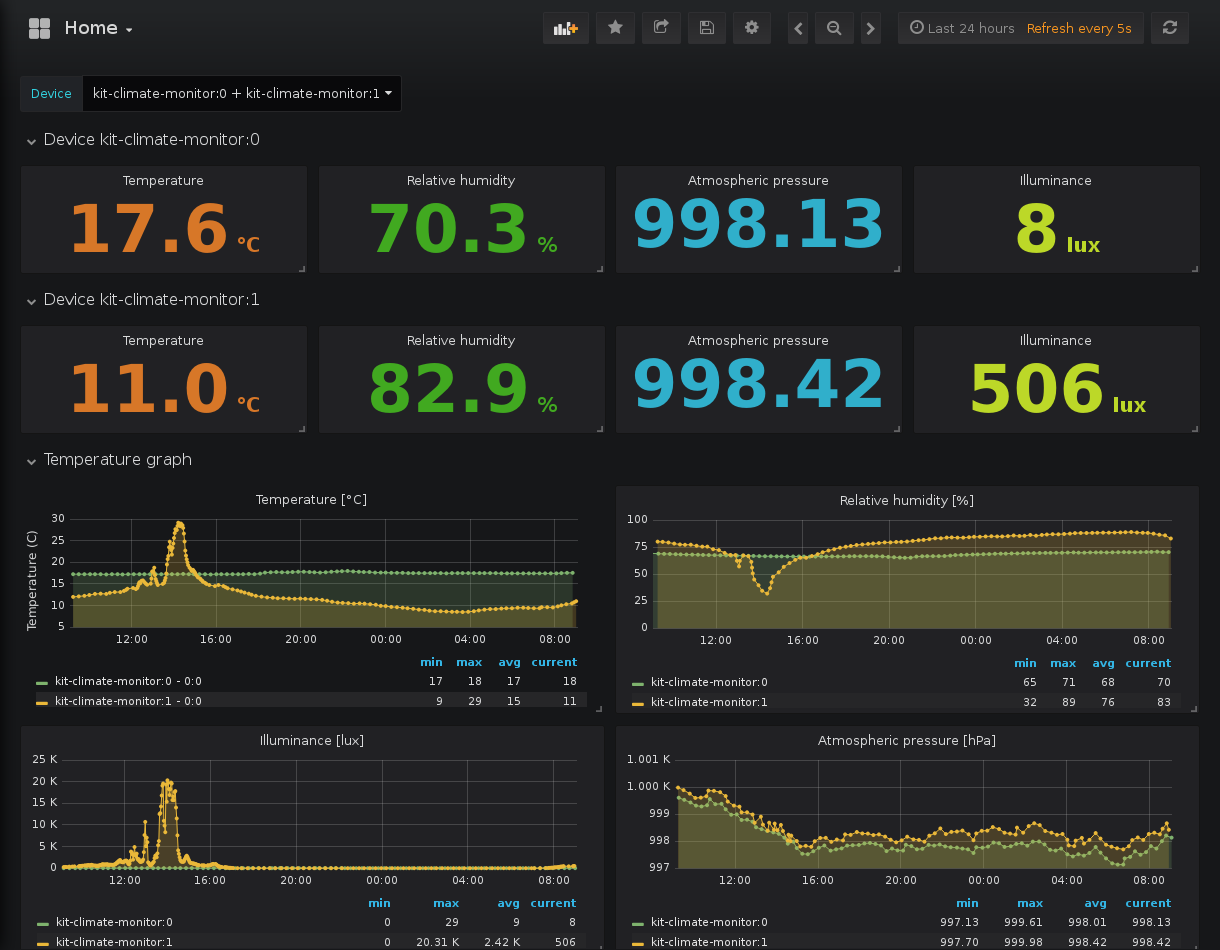 Home
Last 24 hours Refresh every 5s
Device kit-climate-monitor:0 + kit-climate-monitor:1
Device kit-climate-monitor:0
Temperature Relative humidity Atmospheric pressure Illuminance
17.6 °C 70.3 % 998.13 8 lux
Device kit-climate-monitor:1
Temperature Relative humidity Atmospheric pressure Illuminance
11.0 °C 82.9 % 998.42 506 lux
Temperature graph
Temperature [°C]
Temperature (C)
30
25
20
15
10
5
12:00 16:00 20:00 00:00 04:00 08:00
min max avg current
kit-climate-monitor:0 - 0:0 17 18 17 18
kit-climate-monitor:1 - 0:0 9 29 15 11
Relative humidity [%]
100
75
50
25
0
12:00 16:00 20:00 00:00 04:00 08:00
min max avg current
kit-climate-monitor:0 65 71 68 70
kit-climate-monitor:1 32 89 76 83
Illuminance [lux]
25 K
20 K
15 K
10 K
5 K
0
12:00 16:00 20:00 00:00 04:00 08:00
min max avg current
kit-climate-monitor:0 0 29 9 8
kit-climate-monitor:1 0 20.31 K 2.42 K 506
Atmospheric pressure [hPa]
1.001 K
1.000 K
999
998
997
12:00 16:00 20:00 00:00 04:00 08:00
min max avg current
kit-climate-monitor:0 997.13 999.61 998.01 998.13
kit-climate-monitor:1 997.70 999.98 998.42 998.42